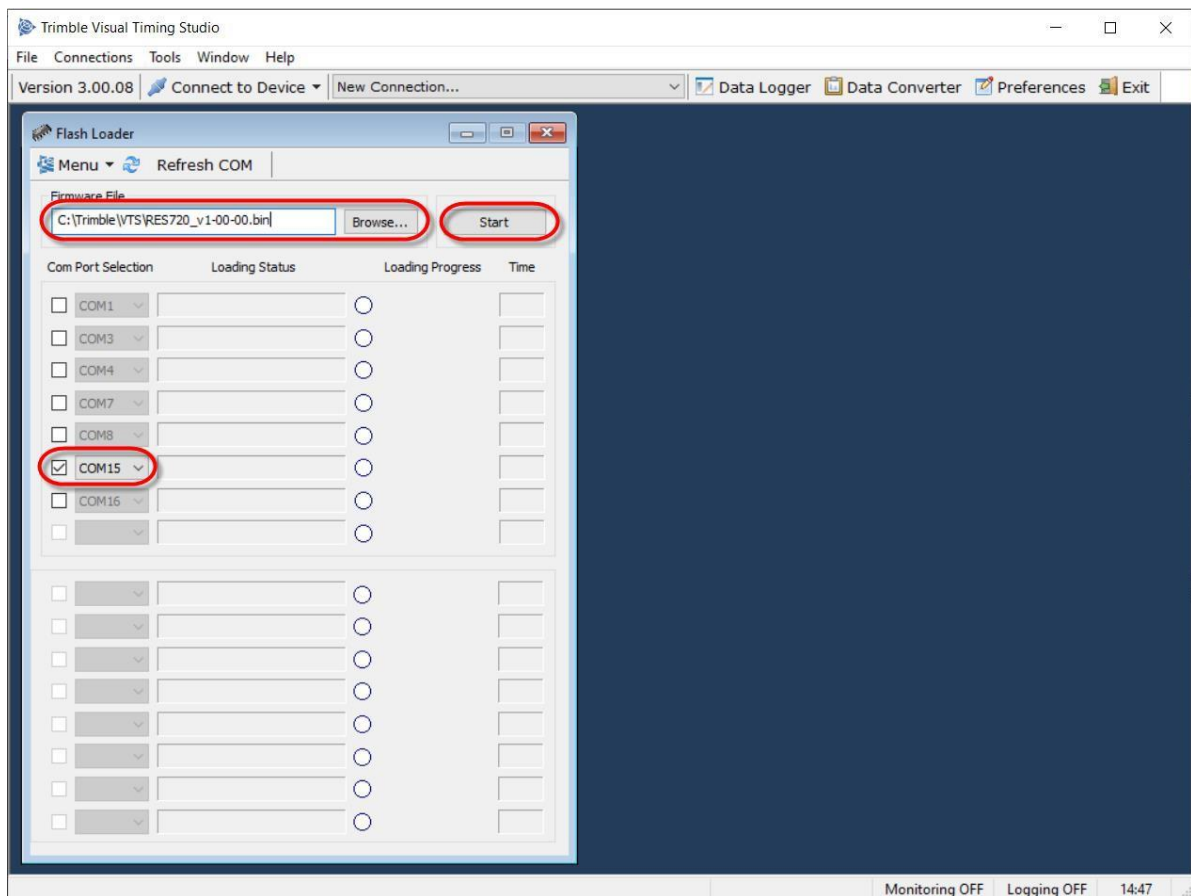 Trimble Visual Timing Studio
File Connections Tools Window Help
Version 3.00.08 Connect to Device New Connection... Data Logger Data Converter Preferences Exit
Flash Loader
Menu Refresh COM
Firmware File
C:\Trimble\VTS\RES720_v1-00-00.bin Browse... Start
Com Port Selection Loading Status Loading Progress Time
COM1
COM3
COM4
COM7
COM8
COM15
COM16
Monitoring OFF Logging OFF 14:47